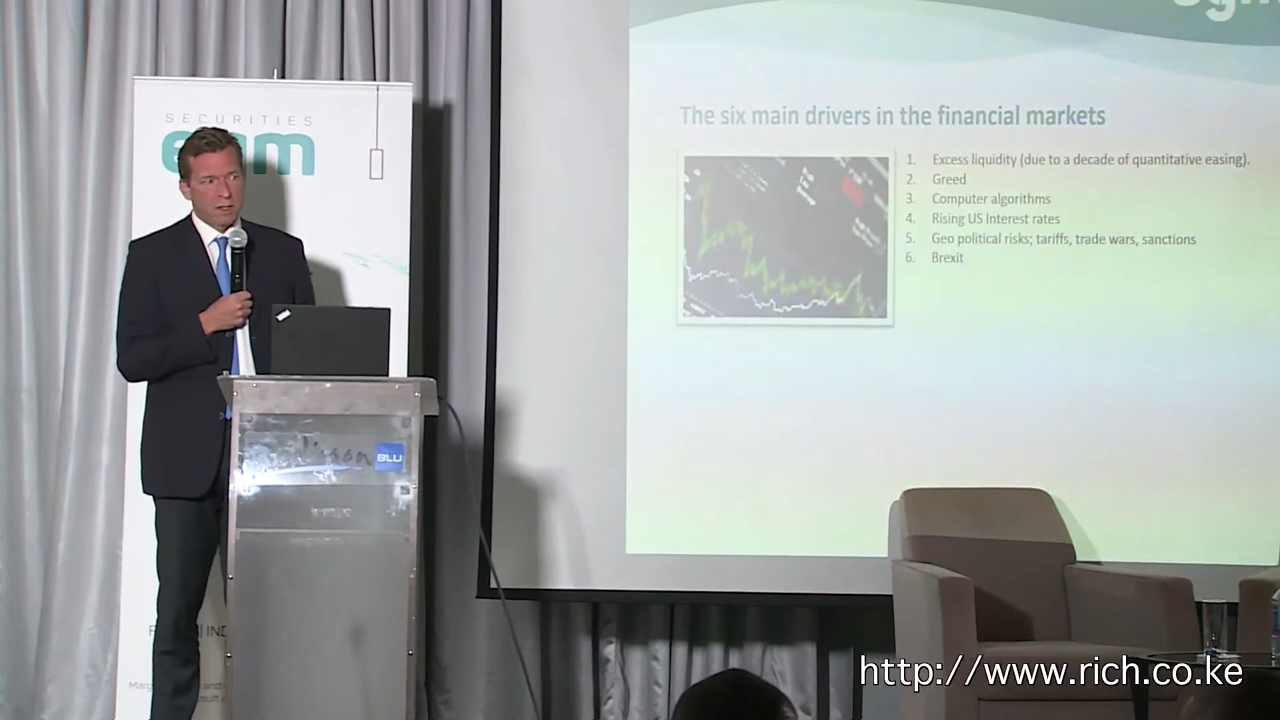 SECURITIES
egm
The six main drivers in the financial markets
1. Excess liquidity (due to a decade of quantitative easing).
2. Greed
3. Computer algorithms
4. Rising US Interest rates
5. Geo political risks; tariffs, trade wars, sanctions
6. Brexit
BLU
http://www.rich.co.ke